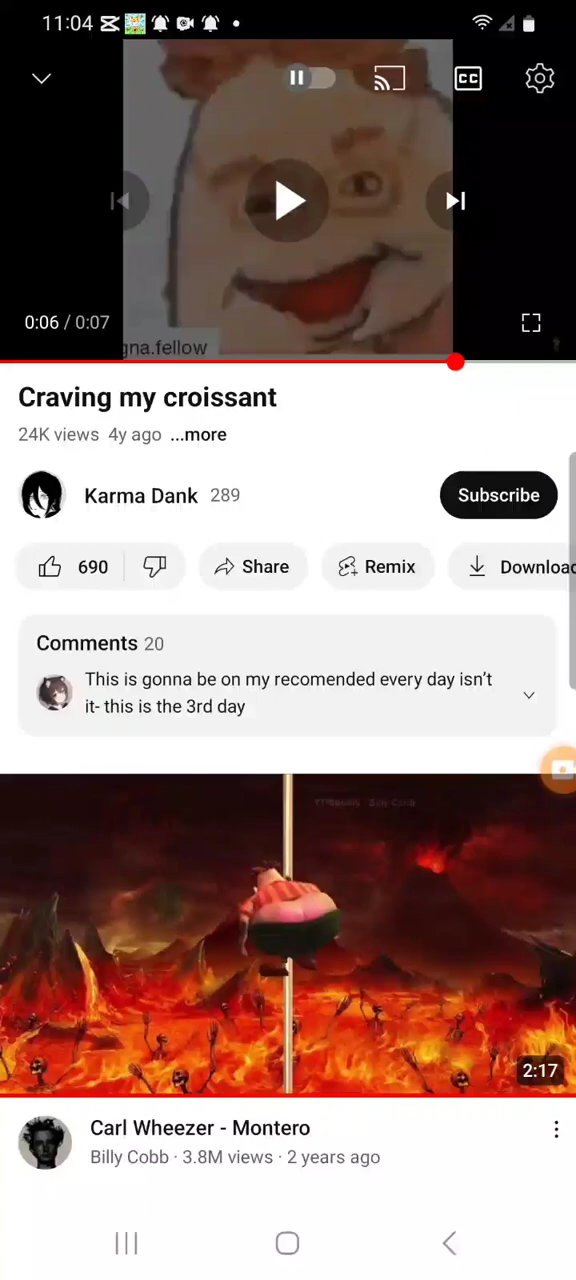 11:04
CC
0:06 / 0:07
gna.fellow
Craving my croissant
24K views 4y ago ...more
Karma Dank 289
Subscribe
690
Share
Remix
Download
Comments 20
This is gonna be on my recomended every day isn't
it- this is the 3rd day
2:17
Carl Wheezer - Montero
Billy Cobb · 3.8M views · 2 years ago